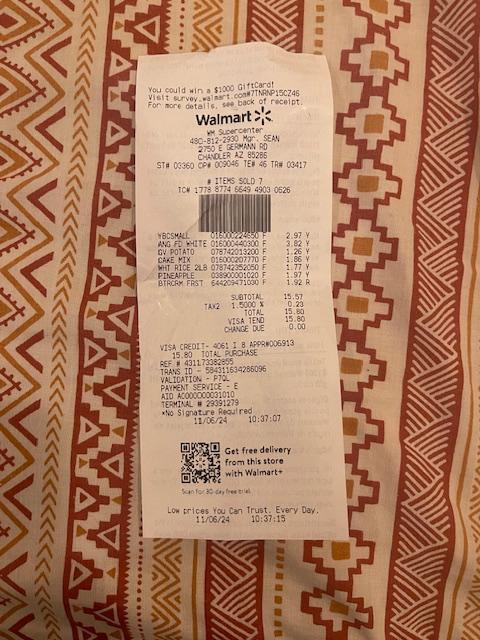 You could win a $1000 GiftCard!
Visit survey.walmart.com#7TNRNP15CZ46
For more details, see back of receipt.
Walmart
WM Supercenter
480-812-2930 Mgr. SEAN
2750 E GERMANN RD
CHANDLER AZ 85286
ST# 03360 OP# 009046 TE# 46 TR# 03417
# ITEMS SOLD 7
TC# 1778 8774 6649 4903 0626
YBCSMALL 016000224650 F 2.97 Y
ANG FD WHITE 016000440300 F 3.82 Y
GV POTATO 078742013200 F 1.26 Y
CAKE MIX 016000207770 F 1.86 Y
WHT RICE 2LB 078742352050 F 1.77 Y
PINEAPPLE 038900001020 F 1.97 Y
BTRCRM FRST 644209471030 F 1.92 R
SUBTOTAL 15.57
TAX2 1.5000 % 0.23
TOTAL 15.80
VISA TEND 15.80
CHANGE DUE 0.00
VISA CREDIT- 4061 I 8 APPR#006913
15.80 TOTAL PURCHASE
REF # 431173382855
TRANS ID - 584311634286096
VALIDATION - P7QL
PAYMENT SERVICE - E
AID A0000000031010
TERMINAL # 29391279
*No Signature Required
11/06/24 10:37:07
Get free delivery
from this store
with Walmart+
Scan for 30-day free trial.
Low prices You Can Trust. Every Day.
11/06/24 10:37:15